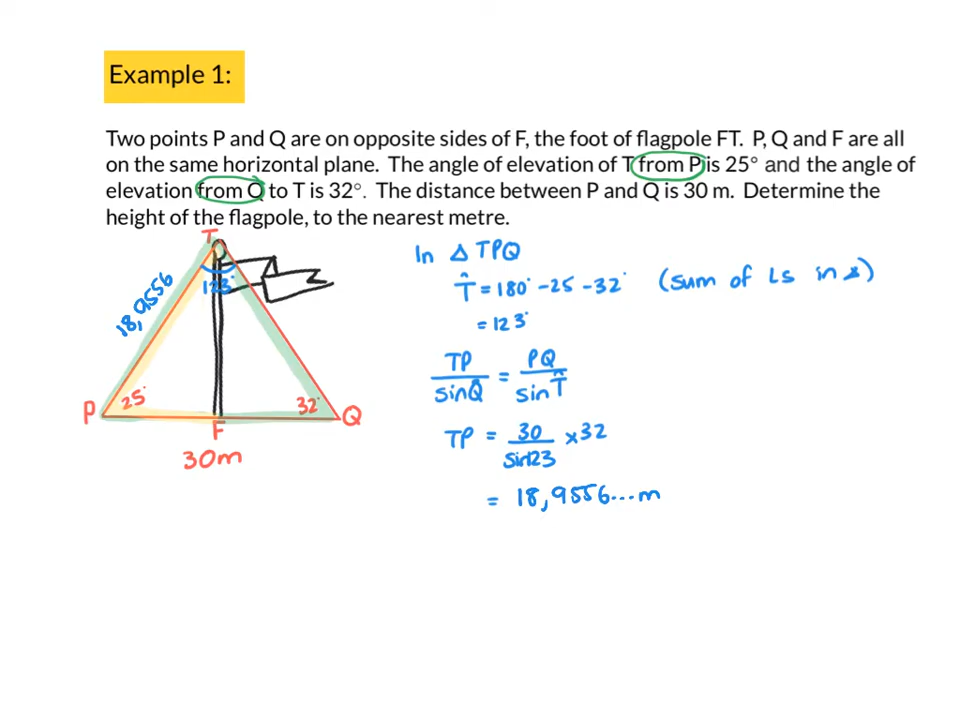 Example 1:
Two points P and Q are on opposite sides of F, the foot of flagpole FT. P, Q and F are all
on the same horizontal plane. The angle of elevation of T from P is 25° and the angle of
elevation from Q to T is 32°. The distance between P and Q is 30 m. Determine the
height of the flagpole, to the nearest metre.
T
123°
18,9556
P
25°
32°
Q
F
30m
In Δ TPQ
T̂ = 180° - 25 - 32° (sum of ∠s in Δ)
= 123°
TP/sinQ̂ = PQ/sinT̂
TP = 30/sin123 × 32
= 18,9556...m